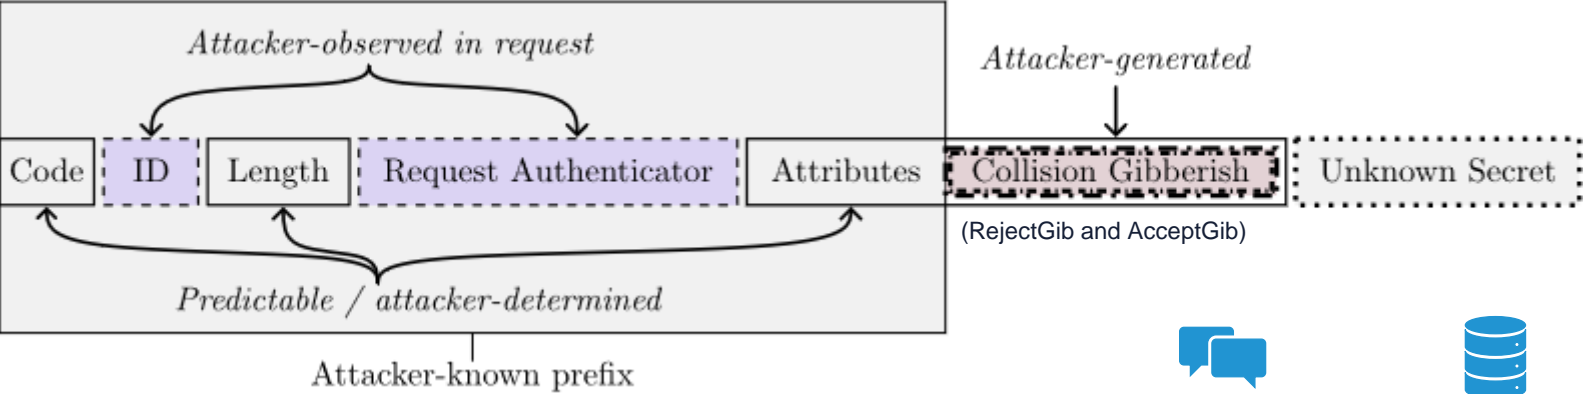 Attacker-observed in request
Attacker-generated
Code ID Length Request Authenticator Attributes Collision Gibberish Unknown Secret
(RejectGib and AcceptGib)
Predictable / attacker-determined
Attacker-known prefix